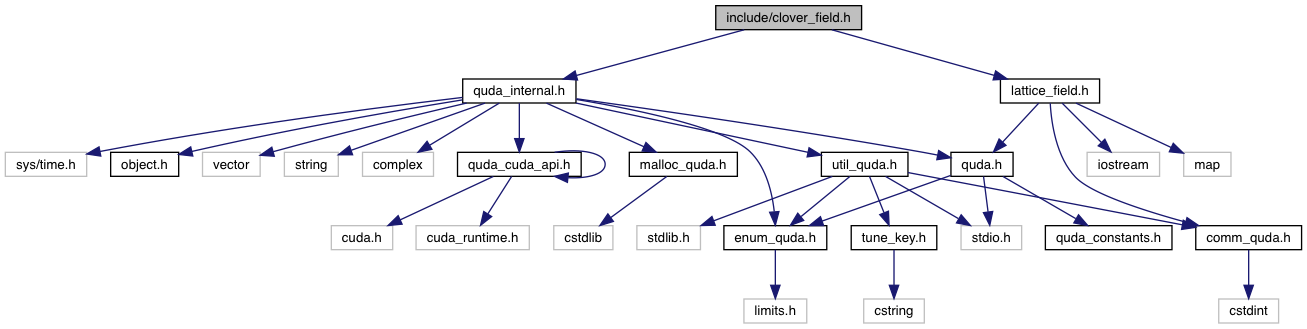 include/clover_field.h
quda_internal.h
lattice_field.h
sys/time.h
object.h
vector
string
complex
quda_cuda_api.h
malloc_quda.h
util_quda.h
quda.h
iostream
map
cuda.h
cuda_runtime.h
cstdlib
stdlib.h
enum_quda.h
tune_key.h
stdio.h
quda_constants.h
comm_quda.h
limits.h
cstring
cstdint